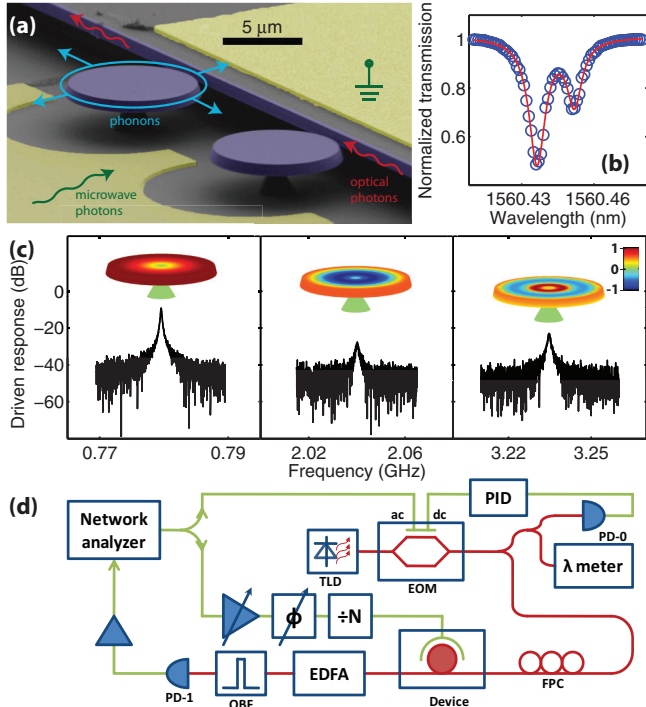 (a)
5 μm
phonons
microwave
photons
optical
photons
Normalized transmission
1
0.8
0.6
(b)
1560.43
1560.46
Wavelength (nm)
(c)
Driven response (dB)
0
−20
−40
−60
1
0
-1
0.77
0.79
2.02
2.06
3.22
3.25
Frequency (GHz)
(d)
Network
analyzer
ac
dc
PID
PD-0
TLD
EOM
λ meter
ϕ
÷N
PD-1
OBF
EDFA
Device
FPC